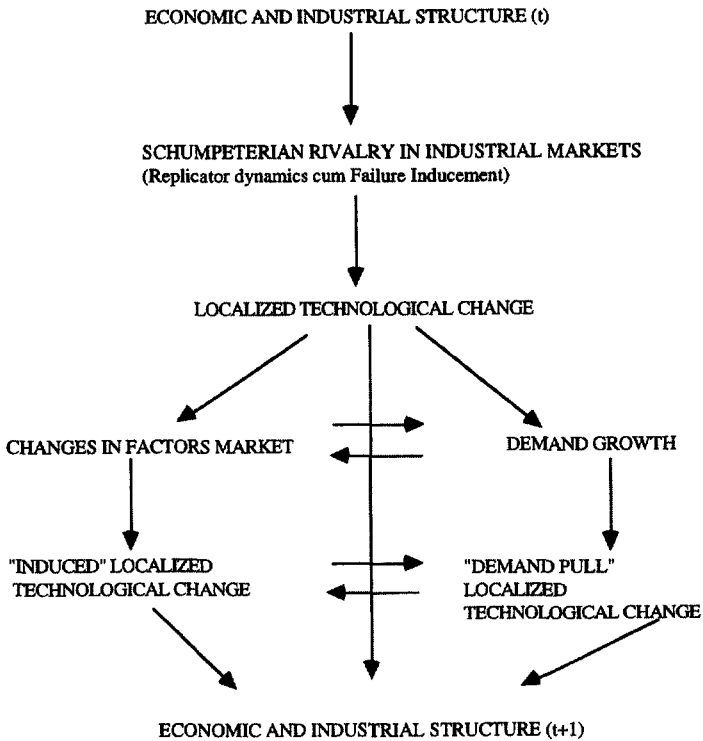 ECONOMIC AND INDUSTRIAL STRUCTURE (t)
SCHUMPETERIAN RIVALRY IN INDUSTRIAL MARKETS
(Replicator dynamics cum Failure Inducement)
LOCALIZED TECHNOLOGICAL CHANGE
CHANGES IN FACTORS MARKET
DEMAND GROWTH
"INDUCED" LOCALIZED
TECHNOLOGICAL CHANGE
"DEMAND PULL"
LOCALIZED
TECHNOLOGICAL CHANGE
ECONOMIC AND INDUSTRIAL STRUCTURE (t+1)